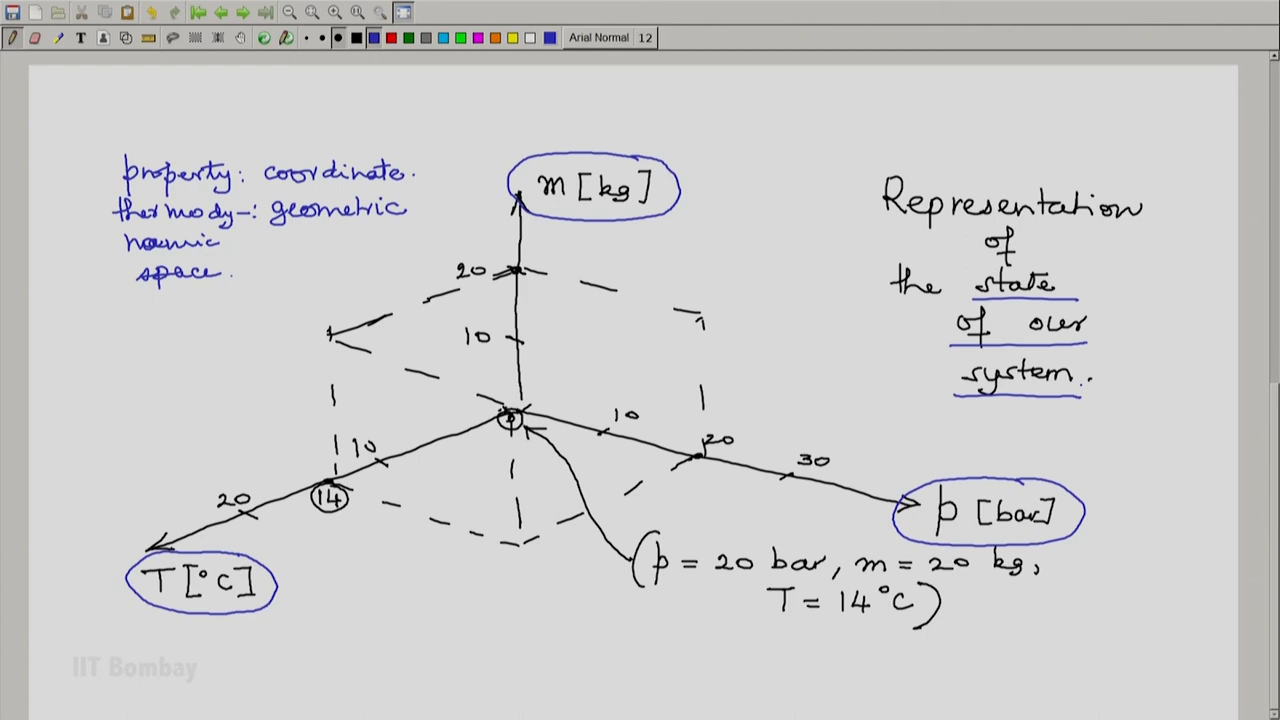 Arial Normal 12
property: coordinate.
thermody-: geometric
namic
space.
m [kg]
Representation
of
the state
of our
system.
20
10
10
20
30
10
14
20
p [bar]
T [°C]
(p = 20 bar, m = 20 kg,
T = 14°C)
IIT Bombay